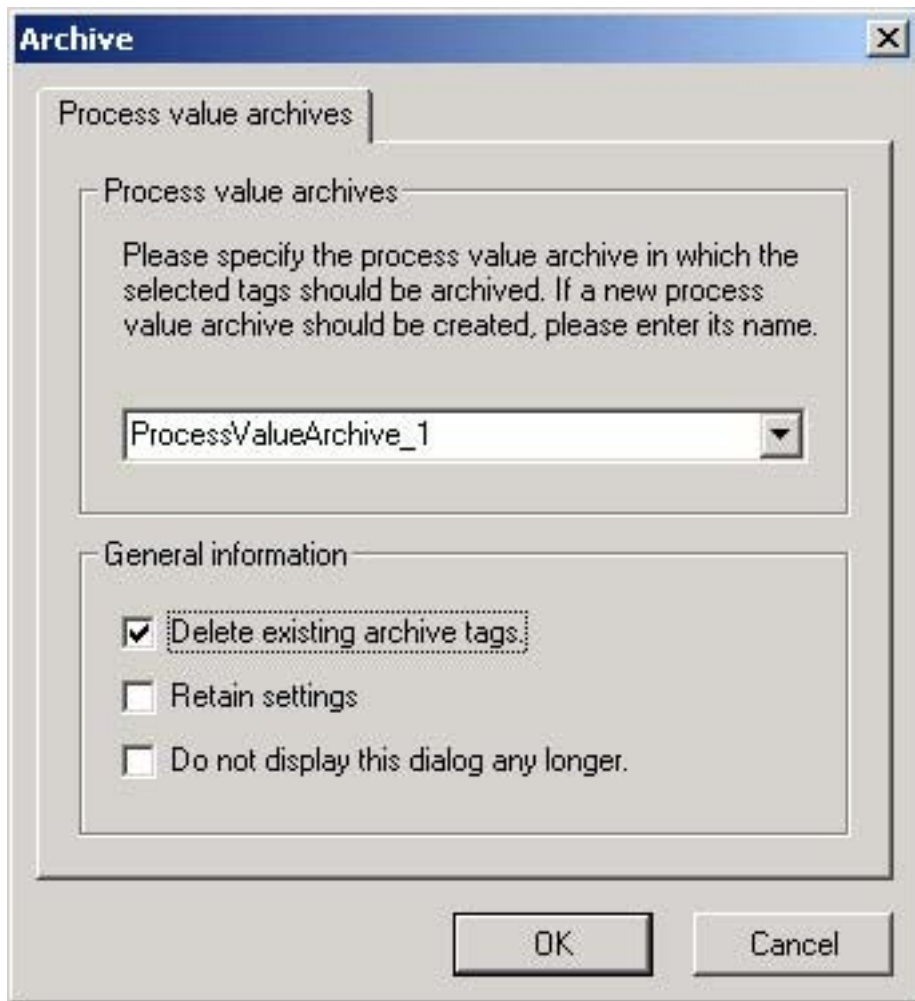 Archive
Process value archives
Process value archives
Please specify the process value archive in which the
selected tags should be archived. If a new process
value archive should be created, please enter its name.
ProcessValueArchive_1
General information
Delete existing archive tags.
Retain settings
Do not display this dialog any longer.
OK
Cancel